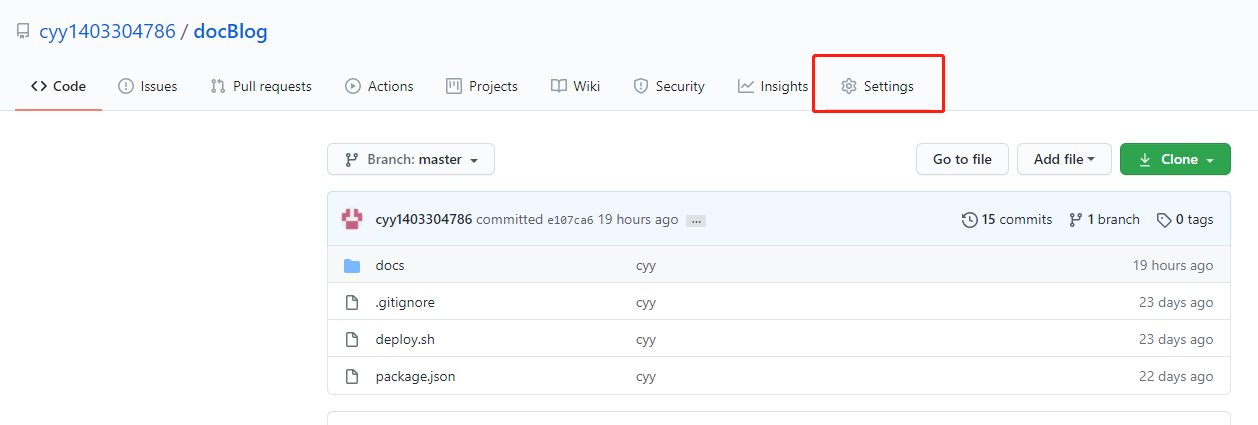 cyy1403304786 / docBlog
Code Issues Pull requests Actions Projects Wiki Security Insights Settings
Branch: master Go to file Add file Clone
cyy1403304786 committed e107ca6 19 hours ago ... 15 commits 1 branch 0 tags
docs cyy 19 hours ago
.gitignore cyy 23 days ago
deploy.sh cyy 23 days ago
package.json cyy 22 days ago